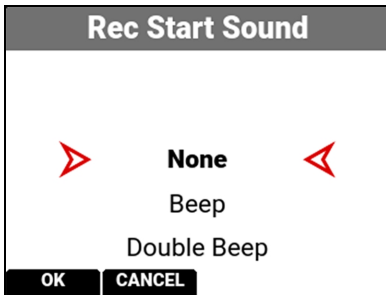 Rec Start Sound
None
Beep
Double Beep
OK CANCEL